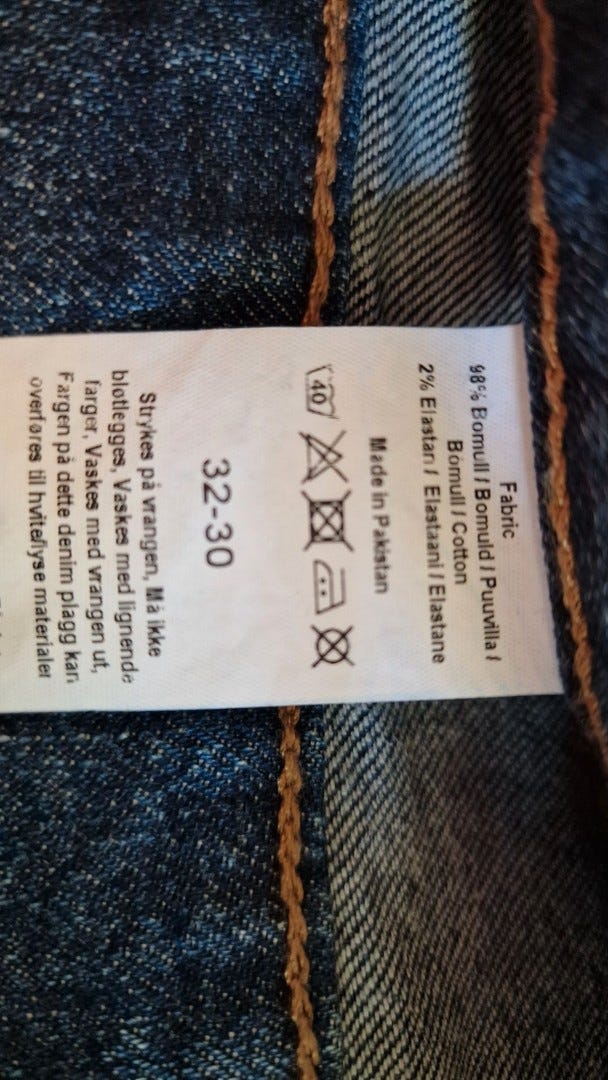 Fabric
98% Bomull / Bomuld / Puuvilla /
Bomull / Cotton
2% Elastan / Elastaani / Elastane
Made in Pakistan
40
32-30
Strykes på vrangen, Må ikke
bløtlegges, Vaskes med lignende
farger, Vaskes med vrangen ut,
Fargen på dette denim plagg kan
overføres til hvite/lyse materialer